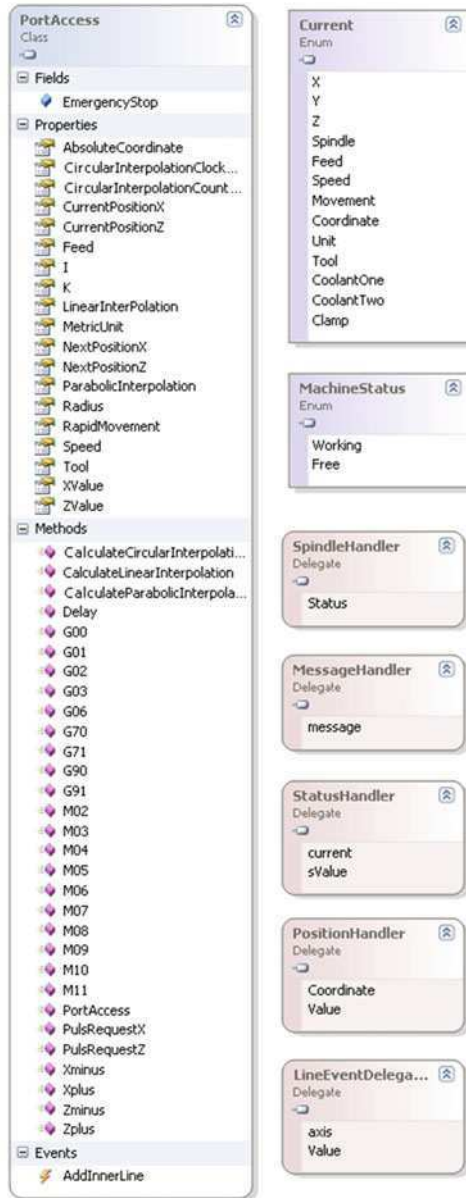 PortAccess
Class
Fields
EmergencyStop
Properties
AbsoluteCoordinate
CircularInterpolationClock...
CircularInterpolationCount...
CurrentPositionX
CurrentPositionZ
Feed
I
K
LinearInterPolation
MetricUnit
NextPositionX
NextPositionZ
ParabolicInterpolation
Radius
RapidMovement
Speed
Tool
XValue
ZValue
Methods
CalculateCircularInterpolati...
CalculateLinearInterpolation
CalculateParabolicInterpola...
Delay
G00
G01
G02
G03
G06
G70
G71
G90
G91
M02
M03
M04
M05
M06
M07
M08
M09
M10
M11
PortAccess
PulsRequestX
PulsRequestZ
Xminus
Xplus
Zminus
Zplus
Events
AddInnerLine
Current
Enum
X
Y
Z
Spindle
Feed
Speed
Movement
Coordinate
Unit
Tool
CoolantOne
CoolantTwo
Clamp
MachineStatus
Enum
Working
Free
SpindleHandler
Delegate
Status
MessageHandler
Delegate
message
StatusHandler
Delegate
current
sValue
PositionHandler
Delegate
Coordinate
Value
LineEventDelega...
Delegate
axis
Value